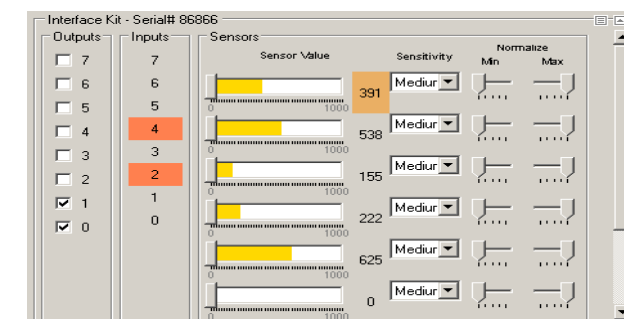 Interface Kit - Serial# 86866
Outputs Inputs Sensors
Sensor Value Sensitivity Normalize
Min Max
7 7
6 6
5 5
4 4
3 3
2 2
1 1
0 0
391 Mediur
0 1000
538 Mediur
0 1000
155 Mediur
0 1000
222 Mediur
0 1000
625 Mediur
0 1000
0 Mediur
0 1000